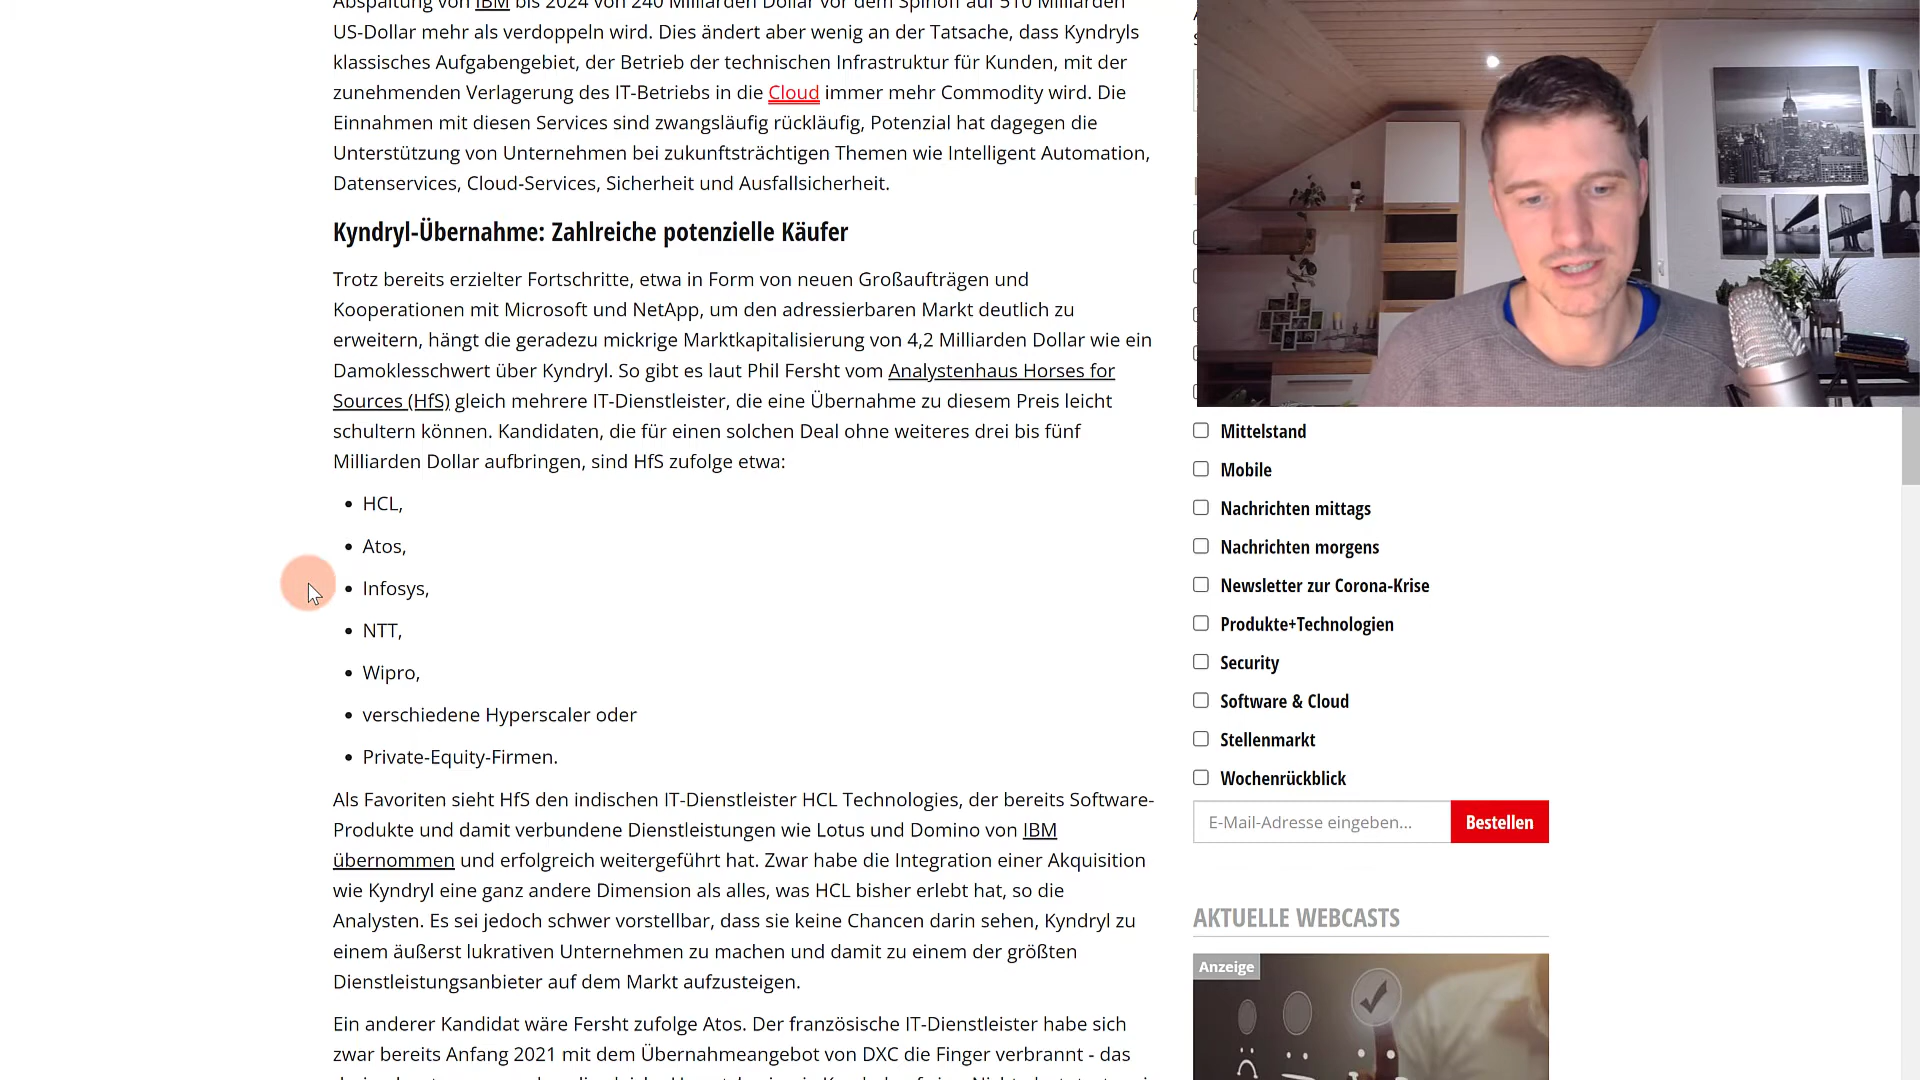 Abspaltung von IBM bis 2024 von 240 Milliarden Dollar vor dem Spinoff auf 510 Milliarden
US-Dollar mehr als verdoppeln wird. Dies ändert aber wenig an der Tatsache, dass Kyndryls
klassisches Aufgabengebiet, der Betrieb der technischen Infrastruktur für Kunden, mit der
zunehmenden Verlagerung des IT-Betriebs in die Cloud immer mehr Commodity wird. Die
Einnahmen mit diesen Services sind zwangsläufig rückläufig, Potenzial hat dagegen die
Unterstützung von Unternehmen bei zukunftsträchtigen Themen wie Intelligent Automation,
Datenservices, Cloud-Services, Sicherheit und Ausfallsicherheit.
Kyndryl-Übernahme: Zahlreiche potenzielle Käufer
Trotz bereits erzielter Fortschritte, etwa in Form von neuen Großaufträgen und
Kooperationen mit Microsoft und NetApp, um den adressierbaren Markt deutlich zu
erweitern, hängt die geradezu mickrige Marktkapitalisierung von 4,2 Milliarden Dollar wie ein
Damoklesschwert über Kyndryl. So gibt es laut Phil Fersht vom Analystenhaus Horses for
Sources (HfS) gleich mehrere IT-Dienstleister, die eine Übernahme zu diesem Preis leicht
schultern können. Kandidaten, die für einen solchen Deal ohne weiteres drei bis fünf
Milliarden Dollar aufbringen, sind HfS zufolge etwa:
• HCL,
• Atos,
• Infosys,
• NTT,
• Wipro,
• verschiedene Hyperscaler oder
• Private-Equity-Firmen.
Als Favoriten sieht HfS den indischen IT-Dienstleister HCL Technologies, der bereits Software-
Produkte und damit verbundene Dienstleistungen wie Lotus und Domino von IBM
übernommen und erfolgreich weitergeführt hat. Zwar habe die Integration einer Akquisition
wie Kyndryl eine ganz andere Dimension als alles, was HCL bisher erlebt hat, so die
Analysten. Es sei jedoch schwer vorstellbar, dass sie keine Chancen darin sehen, Kyndryl zu
einem äußerst lukrativen Unternehmen zu machen und damit zu einem der größten
Dienstleistungsanbieter auf dem Markt aufzusteigen.
Ein anderer Kandidat wäre Fersht zufolge Atos. Der französische IT-Dienstleister habe sich
zwar bereits Anfang 2021 mit dem Übernahmeangebot von DXC die Finger verbrannt - das
Mittelstand
Mobile
Nachrichten mittags
Nachrichten morgens
Newsletter zur Corona-Krise
Produkte+Technologien
Security
Software & Cloud
Stellenmarkt
Wochenrückblick
E-Mail-Adresse eingeben... Bestellen
AKTUELLE WEBCASTS
Anzeige